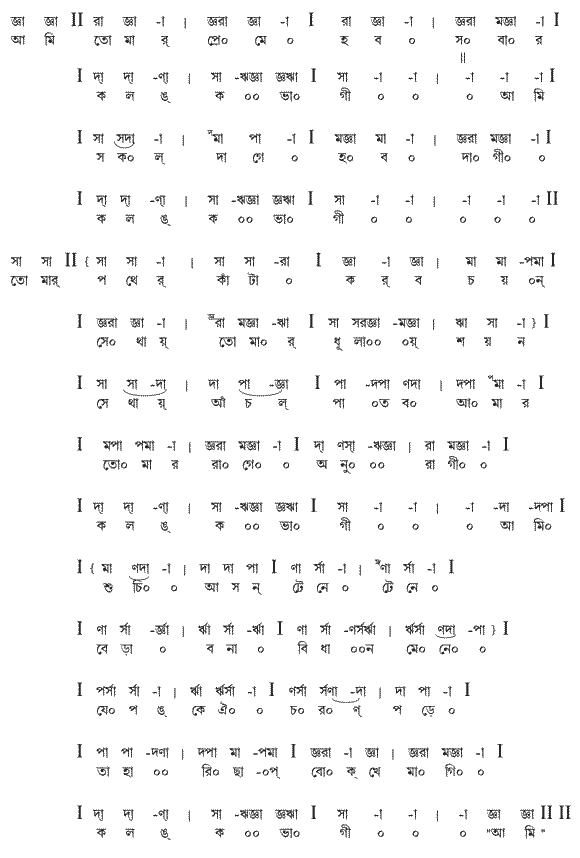 জ্ঞা জ্ঞা II রা জ্ঞা -া | জ্ঞরা জ্ঞা -া I রা জ্ঞা -া | জ্ঞরা মজ্ঞা -া I
আ মি তো মার্ প্রে০ মে ০ হ ব ০ স০ বা০ র
II
I দা̣ দা̣ -ণা̣ | সা -ঋজ্ঞা জ্ঞঋা I সা -া -া | -া -া -া I
ক ল ঙ্ ক ০০ ভা০ গী ০ ০ ০ আ মি
I সা সদা -া | ᵖমা পা -া I মজ্ঞা মা -া | জ্ঞরা মজ্ঞা -া I
স ক০ ল্ দা গে ০ হ০ ব ০ দা০ গী০ ০
I দা̣ দা̣ -ণা̣ | সা -ঋজ্ঞা জ্ঞঋা I সা -া -া | -া -া -া II
ক ল ঙ্ ক ০০ ভা০ গী ০ ০ ০ ০ ০
সা সা II { সা সা -া | সা সা -রা I জ্ঞা -া জ্ঞা | মা মা -পমা I
তো মার্ প থের্ কাঁ টা ০ ক র্ ব চ য় ০ন্
I জ্ঞরা জ্ঞা -া | জ্ঞরা মজ্ঞা -ঋা I সা সরজ্ঞা -মজ্ঞা | ঋা সা -া } I
সে০ থা য়্ তো মা০ র্ ধূ লা০০ ০য়্ শ য় ন
I সা সা -দা | দা পা -জ্ঞা I পা -দপা ণদা | দপা মা -া I
সে থা য়্ আঁ চ ল্ পা ০ত ব০ আ০ মা র
I মপা পমা -া | জ্ঞরা মজ্ঞা -া I দা̣ ণ̣সা -ঋজ্ঞা | রা মজ্ঞা -া I
তো০ মা র রা০ গে০ ০ অ নু০ ০০ রা গী০ ০
I দা̣ দা̣ -ণা̣ | সা -ঋজ্ঞা জ্ঞঋা I সা -া -া | -া -দা -দপা I
ক ল ঙ্ ক ০০ ভা০ গী ০ ০ ০ আ মি০
I { মা ণদা -া | দা দা পা I ণা র্সা -া | ণা র্সা -া I
শু চি০ ০ আ স ন্ টে নে ০ টে নে ০
I ণা র্সা -র্জ্ঞা | র্ঋা র্সা -র্ঋা I ণা র্সা -ণর্সর্ঋা | র্ঋর্সা ণদা -পা } I
বে ড়া ০ ব না ০ বি ধা ০০ন মে০ নে০ ০
I পর্সা র্সা -া | র্ঋা র্ঋর্সা -া I ণর্সা র্সণা -দা | দা পা -া I
যে০ প ঙ্ কে ঐ০ ০ চ০ র০ ণ্ প ড়ে ০
I পা পা -দণা | দপা মা -পমা I জ্ঞরা -া জ্ঞা | জ্ঞরা মজ্ঞা -া I
তা হা ০০ রি০ ছা -০প্ বো০ ক্ খে মা০ গি০ ০
I দা̣ দা̣ -ণা̣ | সা -ঋজ্ঞা জ্ঞঋা I সা -া -া | -া জ্ঞা জ্ঞা II II
ক ল ঙ্ ক ০০ ভা০ গী ০ ০ ০ "আ মি"